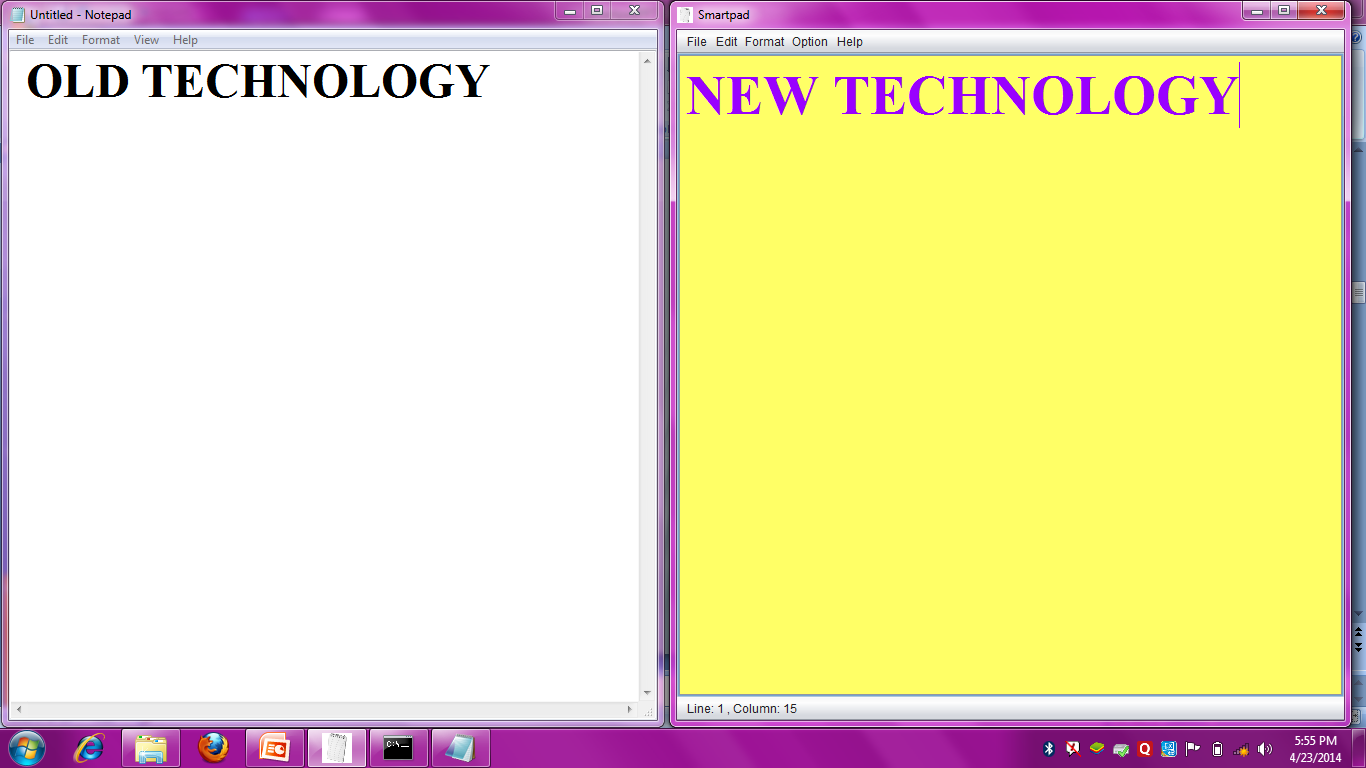 Untitled - Notepad
File Edit Format View Help
OLD TECHNOLOGY
Smartpad
File Edit Format Option Help
NEW TECHNOLOGY
Line: 1 , Column: 15
5:55 PM
4/23/2014